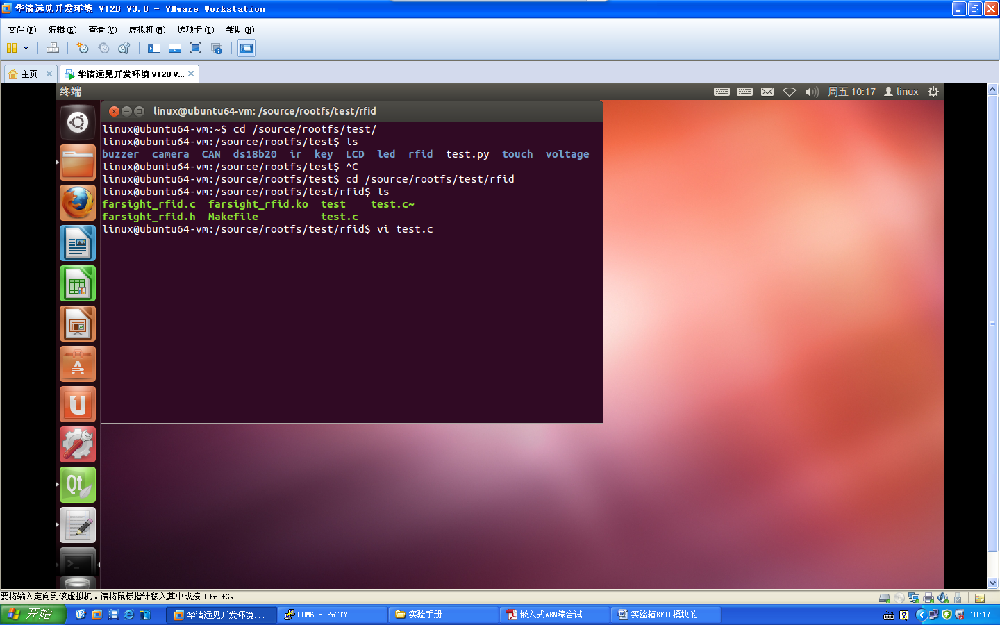 华清远见开发环境 V12B V3.0 - VMware Workstation
文件(F) 编辑(E) 查看(V) 虚拟机(M) 选项卡(T) 帮助(H)
主页 华清远见开发环境 V12B V...
终端 周五 10:17 linux
linux@ubuntu64-vm: /source/rootfs/test/rfid
linux@ubuntu64-vm:~$ cd /source/rootfs/test/
linux@ubuntu64-vm:/source/rootfs/test$ ls
buzzer camera CAN ds18b20 ir key LCD led rfid test.py touch voltage
linux@ubuntu64-vm:/source/rootfs/test$ ^C
linux@ubuntu64-vm:/source/rootfs/test$ cd /source/rootfs/test/rfid
linux@ubuntu64-vm:/source/rootfs/test/rfid$ ls
farsight_rfid.c farsight_rfid.ko test test.c~
farsight_rfid.h Makefile test.c
linux@ubuntu64-vm:/source/rootfs/test/rfid$ vi test.c
Qt
要将输入定向到该虚拟机，请将鼠标指针移入其中或按 Ctrl+G。
开始 华清远见开发环境... COM6 - PuTTY 实验手册 嵌入式ARM综合试... 实验箱RFID模块的... 10:17